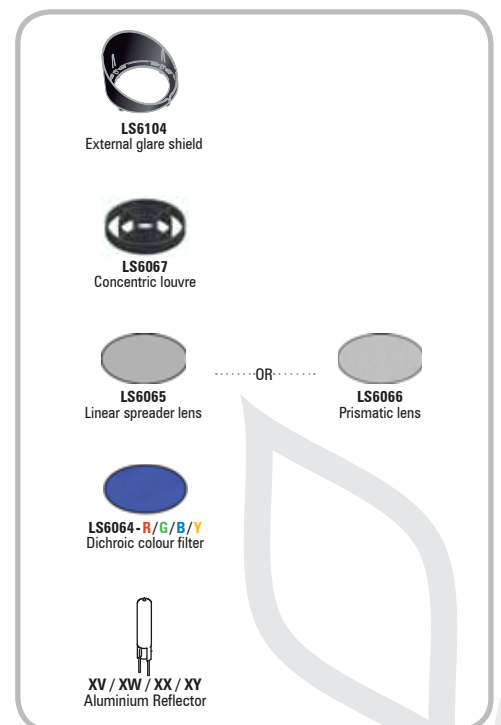 LS6104
External glare shield
LS6067
Concentric louvre
OR
LS6065
Linear spreader lens
LS6066
Prismatic lens
LS6064-R/G/B/Y
Dichroic colour filter
XV / XW / XX / XY
Aluminium Reflector